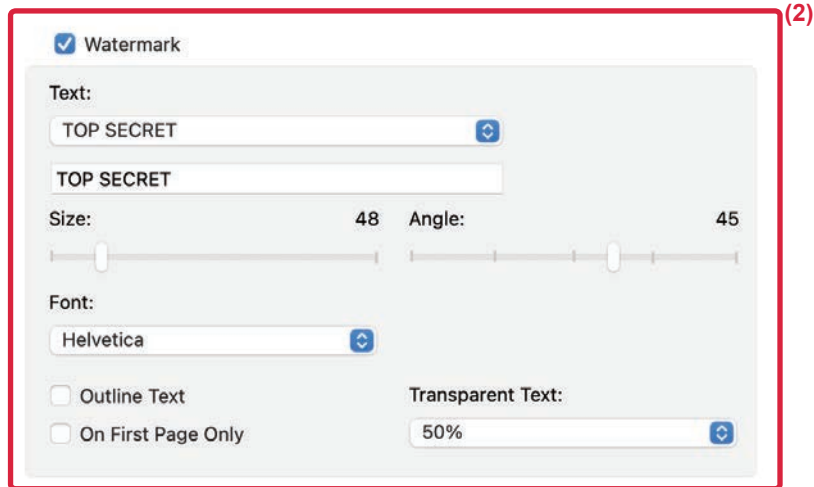 (2)
Watermark
Text:
TOP SECRET
TOP SECRET
Size: 48 Angle: 45
Font:
Helvetica
Outline Text Transparent Text:
On First Page Only 50%